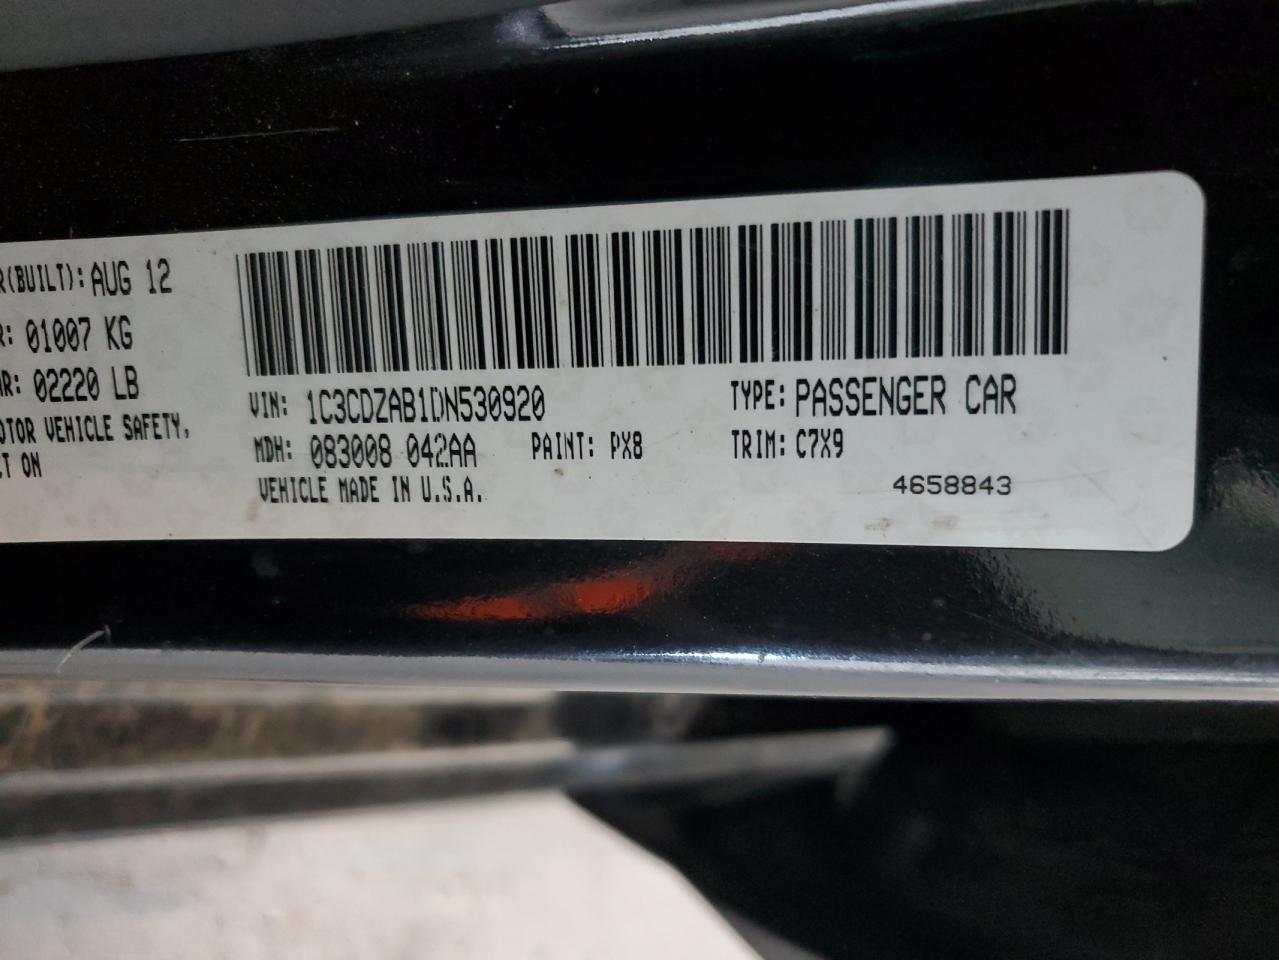 R(BUILT): AUG 12
R: 01007 KG
R: 02220 LB
OTOR VEHICLE SAFETY,
T ON
VIN: 1C3CDZAB1DN530920 TYPE: PASSENGER CAR
MDH: 083008 042AA PAINT: PX8 TRIM: C7X9
VEHICLE MADE IN U.S.A. 4658843